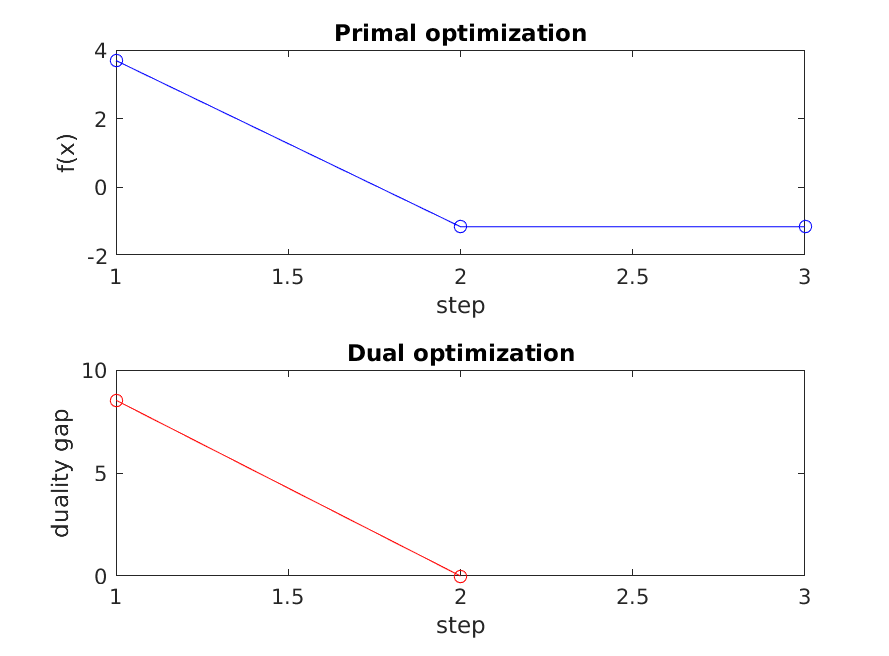 Primal optimization
4
2
0
-2
f(x)
1 1.5 2 2.5 3
step
Dual optimization
10
5
0
duality gap
1 1.5 2 2.5 3
step